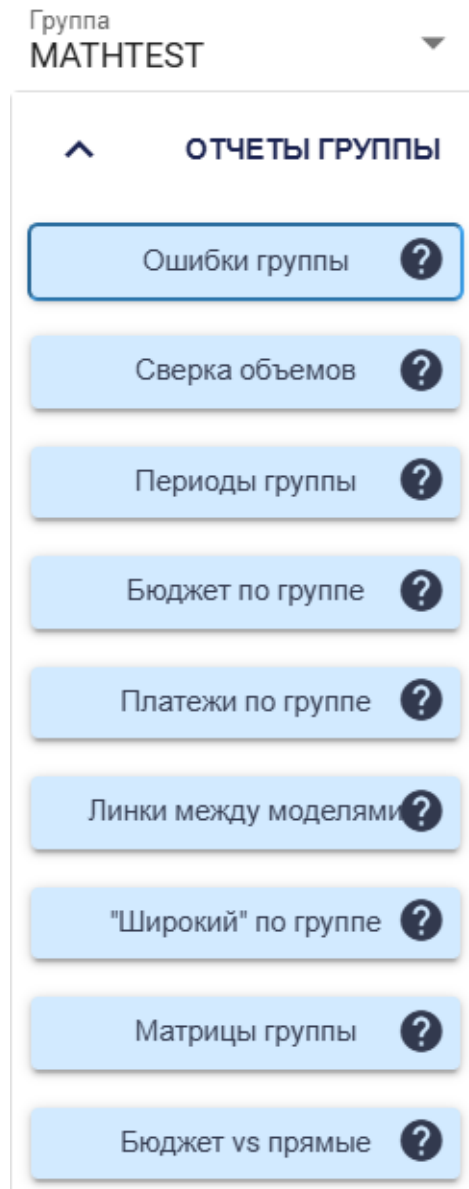 Группа
MATHTEST
ОТЧЕТЫ ГРУППЫ
Ошибки группы
Сверка объемов
Периоды группы
Бюджет по группе
Платежи по группе
Линки между моделями
"Широкий" по группе
Матрицы группы
Бюджет vs прямые